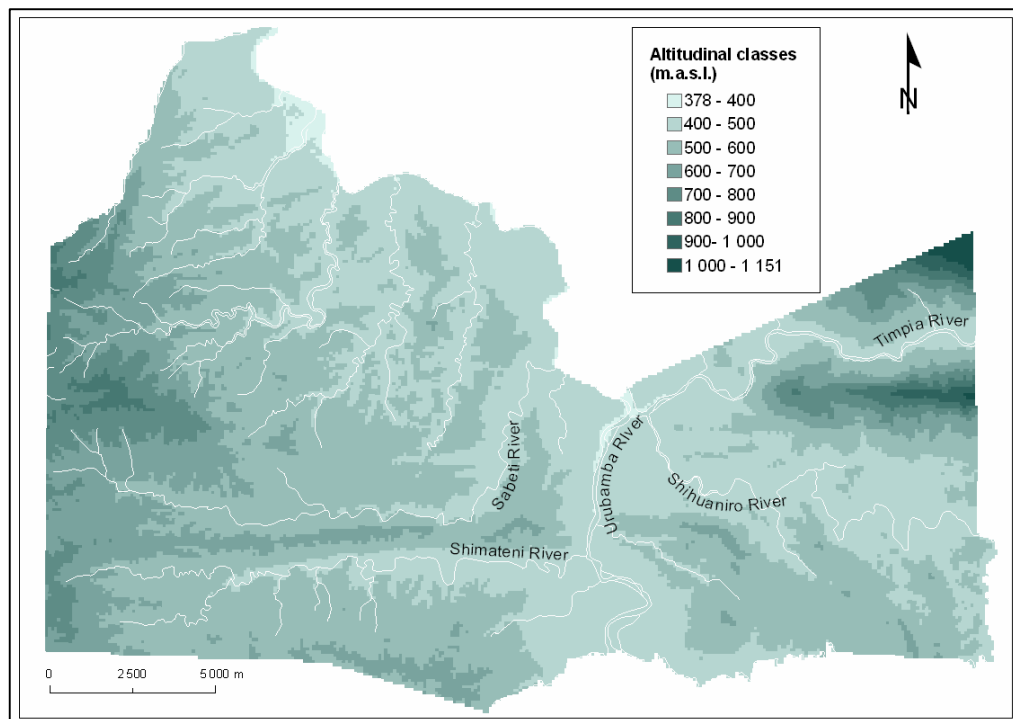 Altitudinal classes
(m.a.s.l.)
378 - 400
400 - 500
500 - 600
600 - 700
700 - 800
800 - 900
900- 1 000
1 000 - 1 151
N
Timpia River
Urubamba River
Sabeti River
Shihuaniro River
Shimateni River
0 2 500 5 000 m